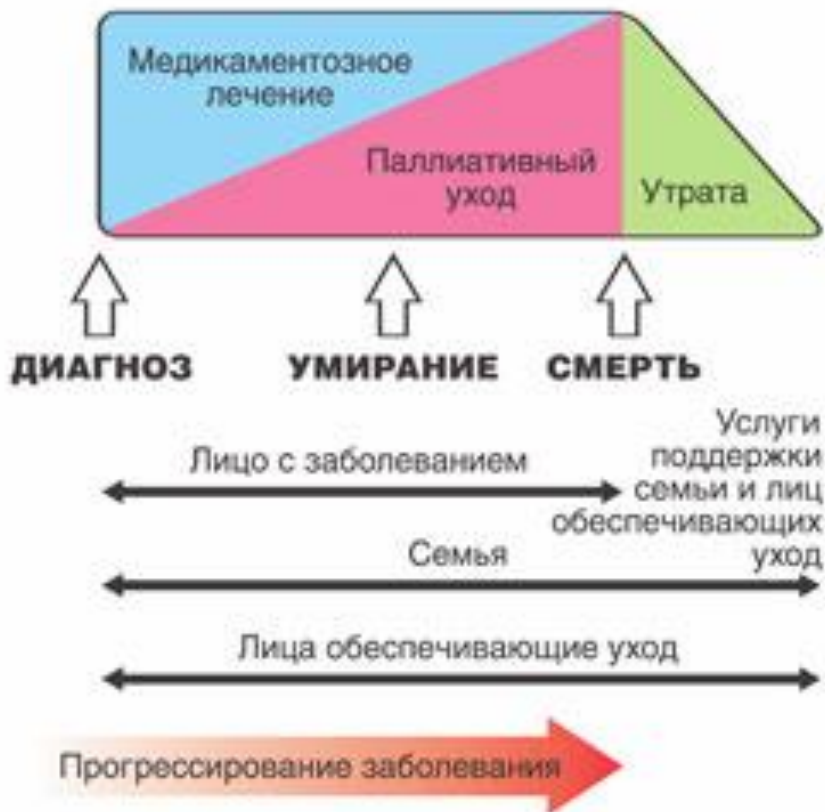 Медикаментозное
лечение
Паллиативный
уход
Утрата
ДИАГНОЗ
УМИРАНИЕ
СМЕРТЬ
Лицо с заболеванием
Услуги
поддержки
семьи и лиц
обеспечивающих
уход
Семья
Лица обеспечивающие уход
Прогрессирование заболевания